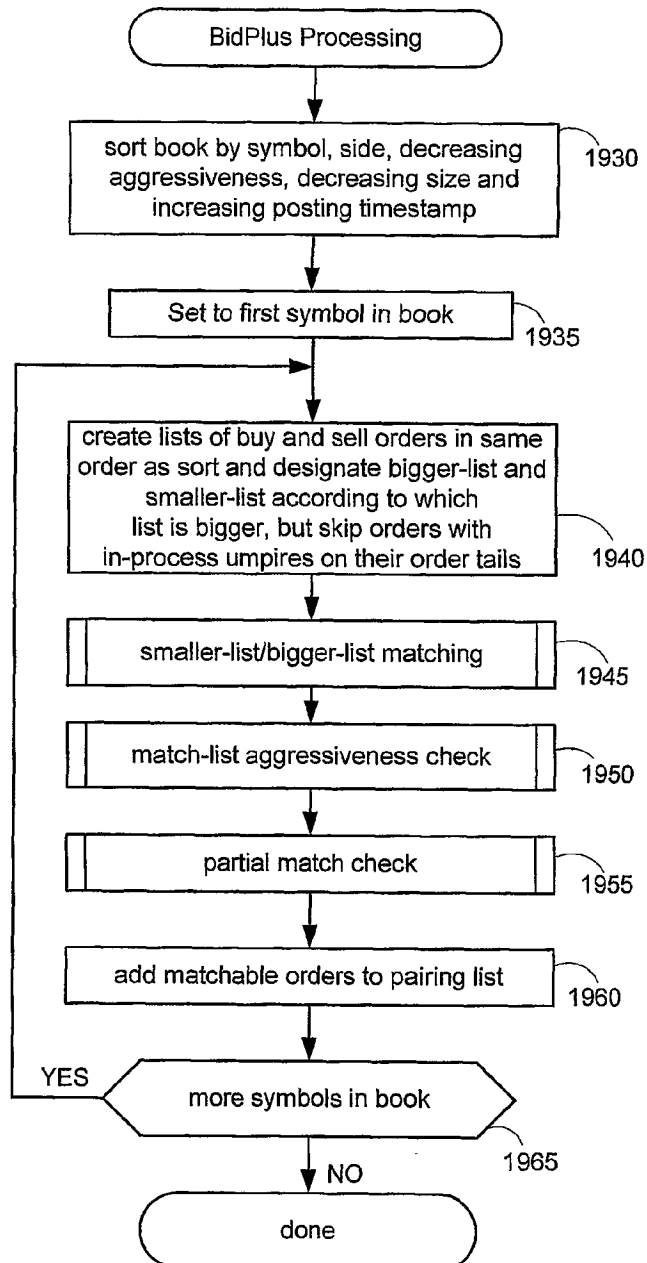 BidPlus Processing
sort book by symbol, side, decreasing
aggressiveness, decreasing size and
increasing posting timestamp
1930
Set to first symbol in book
1935
create lists of buy and sell orders in same
order as sort and designate bigger-list and
smaller-list according to which
list is bigger, but skip orders with
in-process umpires on their order tails
1940
smaller-list/bigger-list matching
1945
match-list aggressiveness check
1950
partial match check
1955
add matchable orders to pairing list
1960
YES
more symbols in book
1965
NO
done